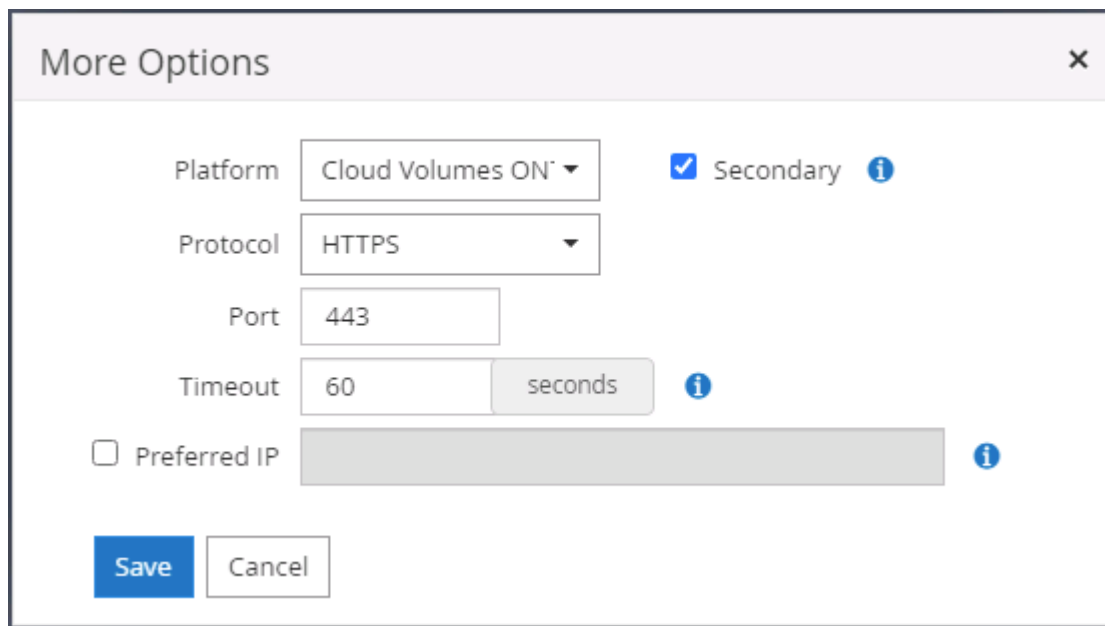 More Options
Platform Cloud Volumes ON Secondary
Protocol HTTPS
Port 443
Timeout 60 seconds
Preferred IP
Save Cancel